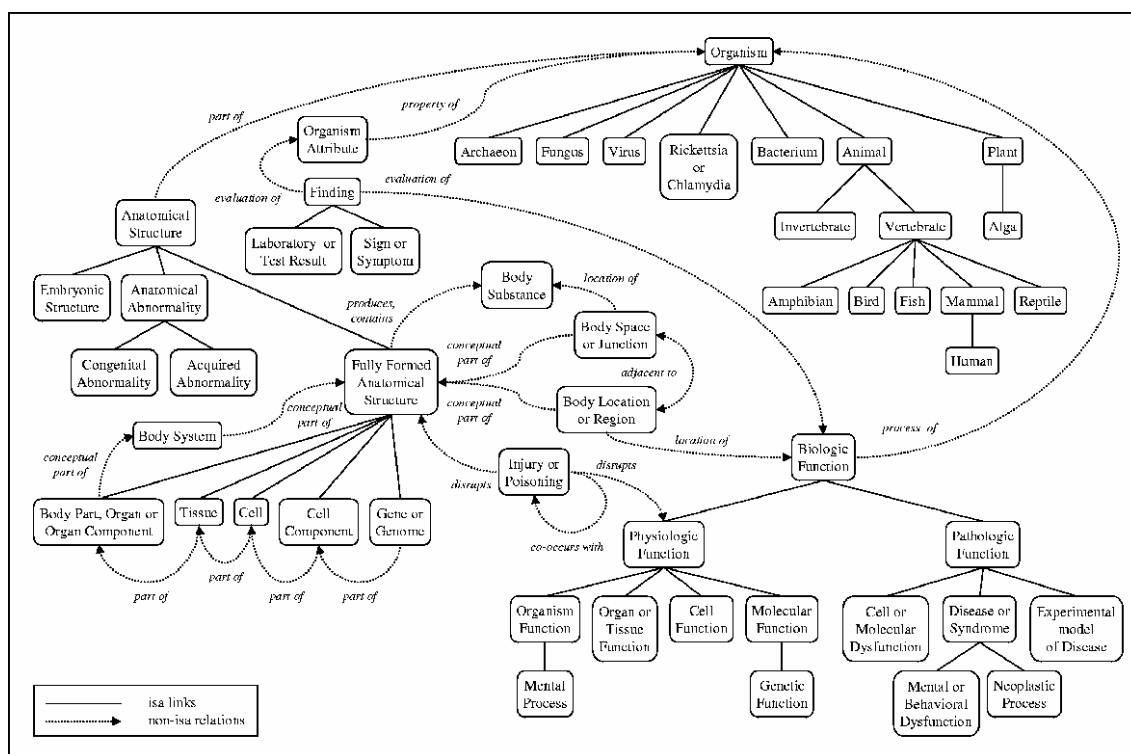 Organism
part of
property of
Organism
Attribute
Archaeon
Fungus
Virus
Rickettsia
or
Chlamydia
Bacterium
Animal
Plant
evaluation of
evaluation of
Finding
Anatomical
Structure
Laboratory or
Test Result
Sign or
Symptom
Invertebrate
Vertebrate
Alga
Embryonic
Structure
Anatomical
Abnormality
Body
Substance
location of
Amphibian
Bird
Fish
Mammal
Reptile
produces,
contains
Congenital
Abnormality
Acquired
Abnormality
Fully Formed
Anatomical
Structure
conceptual
part of
Body Space
or Junction
Human
adjacent to
conceptual
part of
Body Location
or Region
conceptual
part of
Body System
conceptual
part of
location of
Biologic
Function
process of
disrupts
Injury or
Poisoning
disrupts
Body Part, Organ or
Organ Component
Tissue
Cell
Cell
Component
Gene or
Genome
co-occurs with
Physiologic
Function
Pathologic
Function
part of
part of
part of
part of
Organism
Function
Organ or
Tissue
Function
Cell
Function
Molecular
Function
Cell or
Molecular
Dysfunction
Disease or
Syndrome
Experimental
model
of Disease
Mental
Process
Genetic
Function
Mental or
Behavioral
Dysfunction
Neoplastic
Process
isa links
non-isa relations